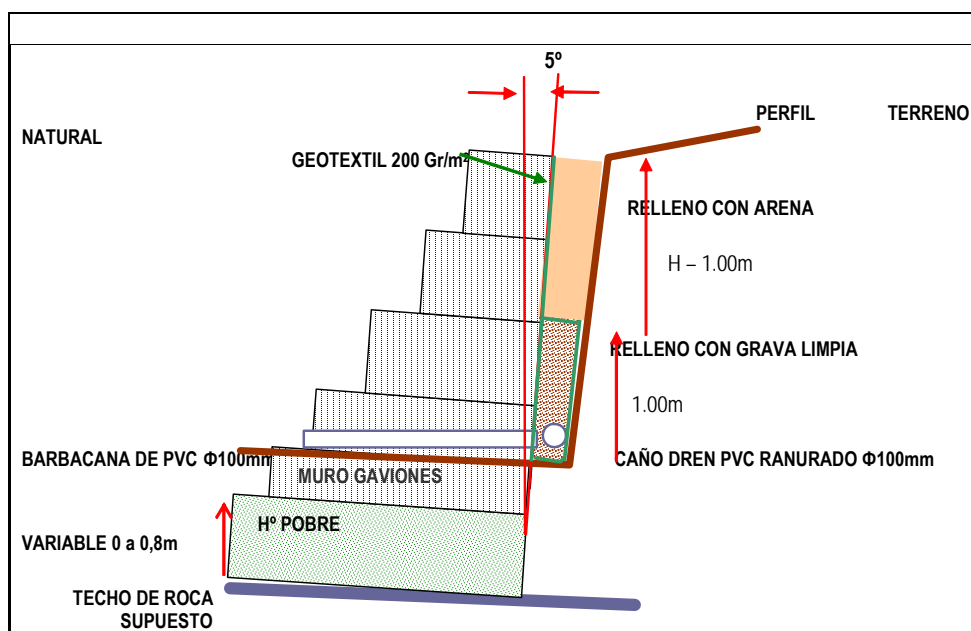 5º
PERFIL TERRENO
NATURAL
GEOTEXTIL 200 Gr/m²
RELLENO CON ARENA
H – 1.00m
RELLENO CON GRAVA LIMPIA
1.00m
BARBACANA DE PVC Φ100mm
CAÑO DREN PVC RANURADO Φ100mm
MURO GAVIONES
Hº POBRE
VARIABLE 0 a 0,8m
TECHO DE ROCA
SUPUESTO